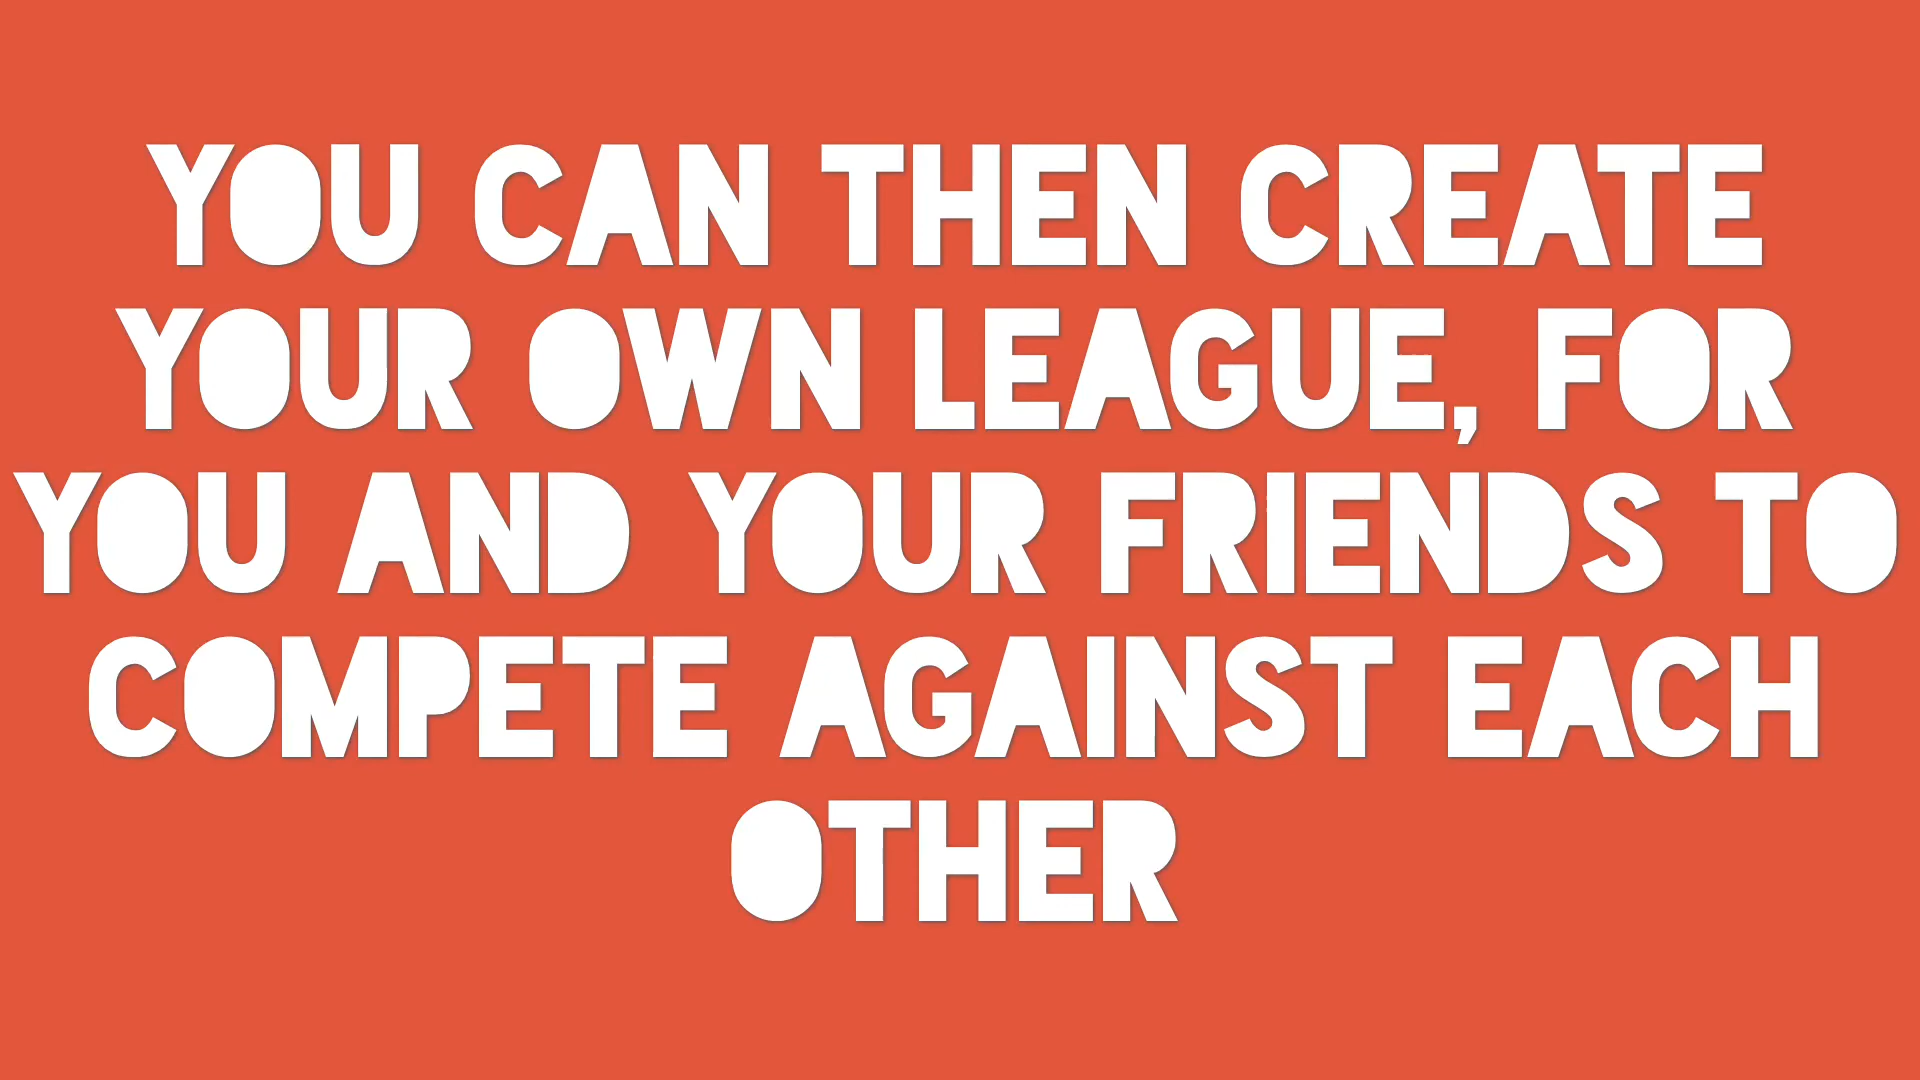 YOU CAN THEN CREATE
YOUR OWN LEAGUE, FOR
YOU AND YOUR FRIENDS TO
COMPETE AGAINST EACH
OTHER